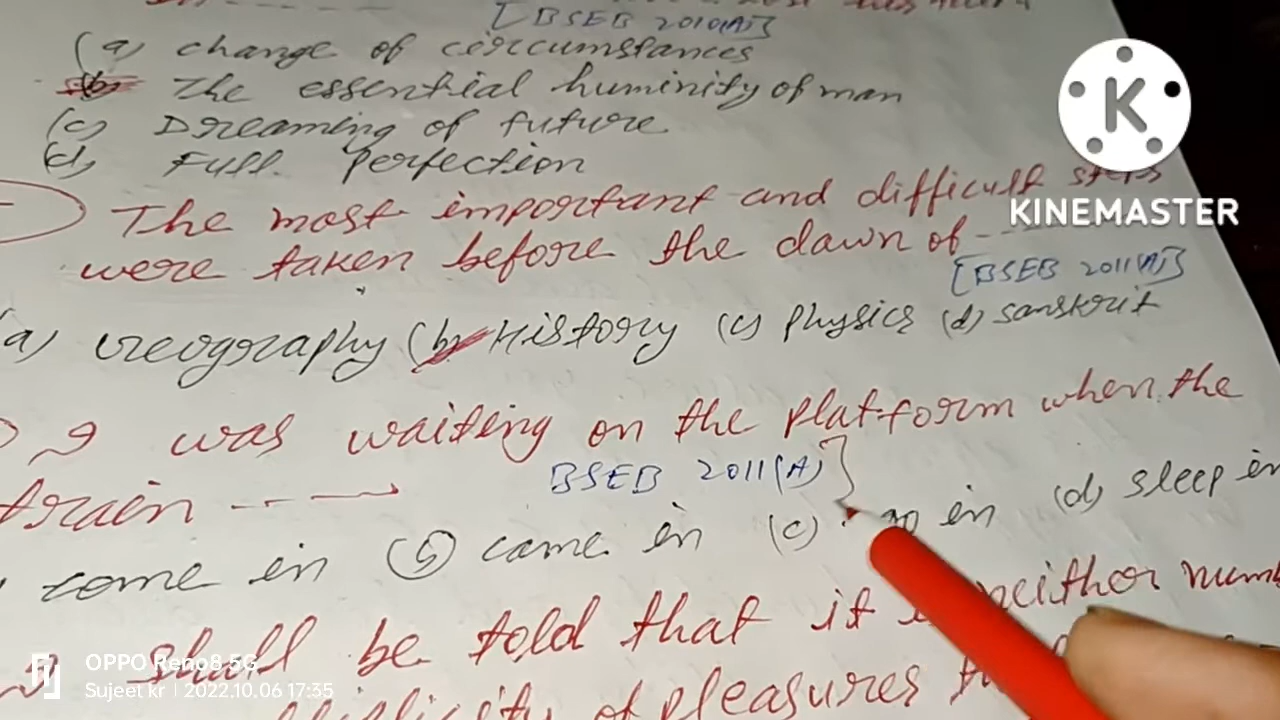 [BSEB 2010(A)]
(a) change of circumstances
(b) The essential huminity of man
(c) Dreaming of future
(d) Full perfection
The most important and difficult steps
were taken before the dawn of ---
[BSEB 2011(A)]
(a) Geography (b) History (c) physics (d) sanskrit
I was waiting on the platform when the
train ----
BSEB 2011(A)]
come in (b) came in (c) go in (d) sleep in
I shall be told that it is neither
of pleasures
K
KINEMASTER
OPPO Reno8 5G
Sujeet kr | 2022.10.06 17:35